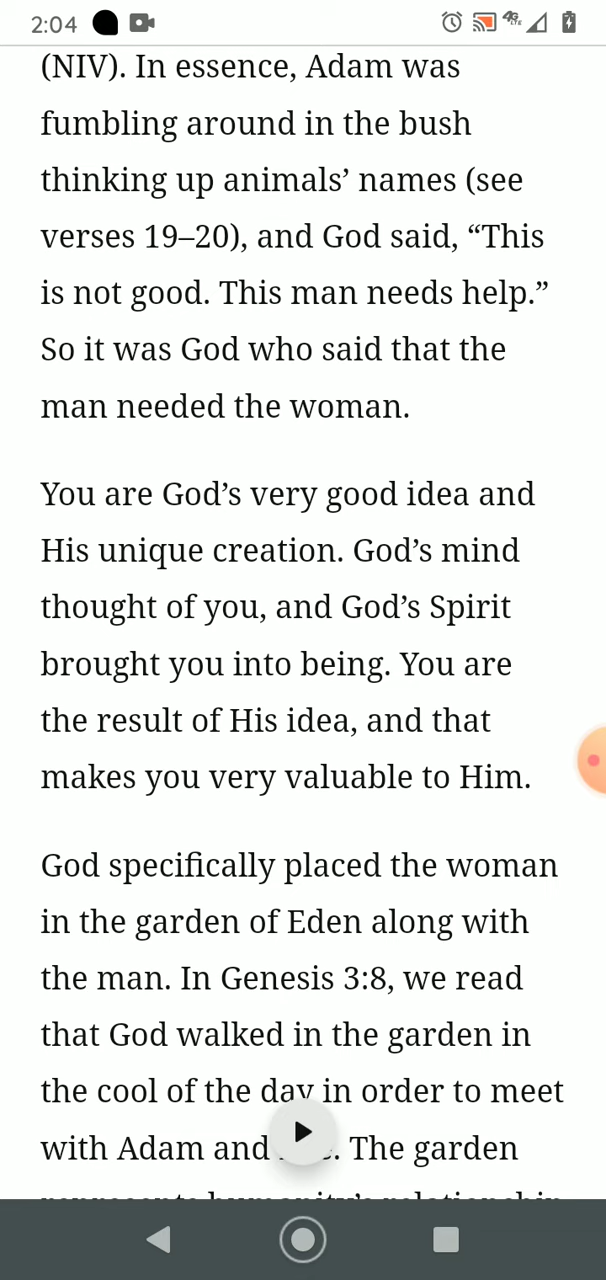 2:04
4G
LTE
(NIV). In essence, Adam was
fumbling around in the bush
thinking up animals’ names (see
verses 19–20), and God said, “This
is not good. This man needs help.”
So it was God who said that the
man needed the woman.
You are God’s very good idea and
His unique creation. God’s mind
thought of you, and God’s Spirit
brought you into being. You are
the result of His idea, and that
makes you very valuable to Him.
God specifically placed the woman
in the garden of Eden along with
the man. In Genesis 3:8, we read
that God walked in the garden in
the cool of the day in order to meet
with Adam and . The garden